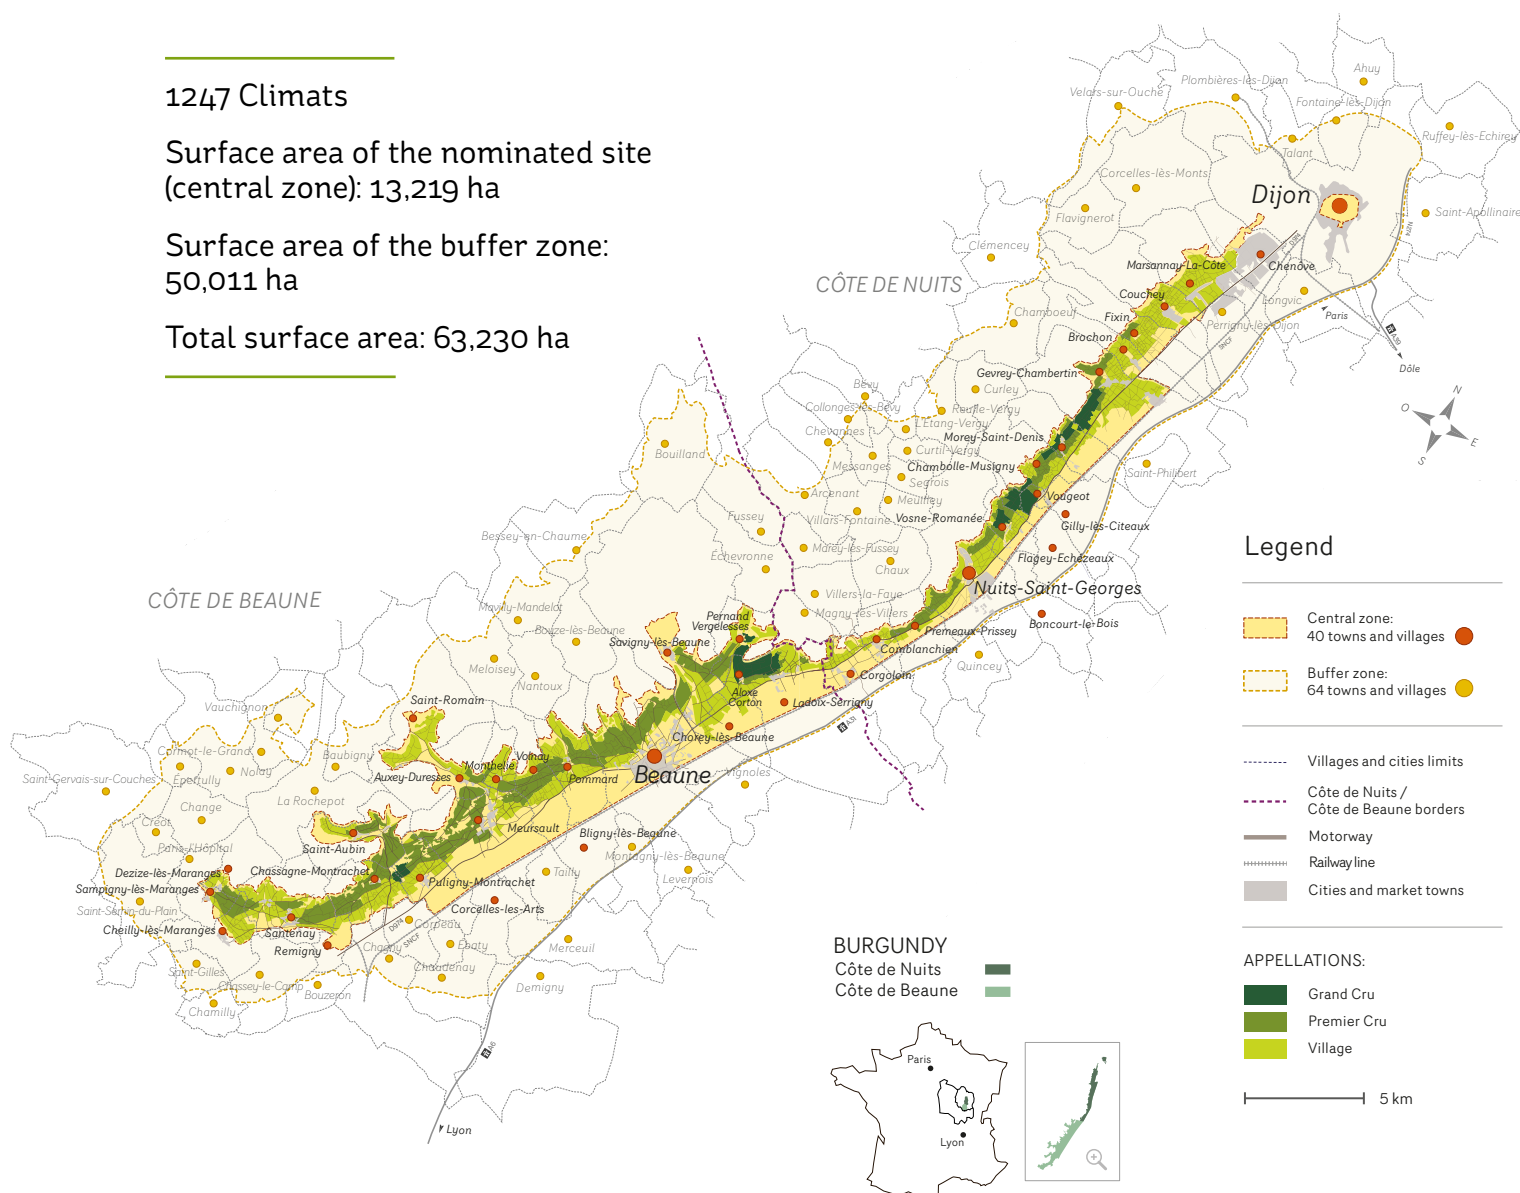 1247 Climats
Surface area of the nominated site
(central zone): 13,219 ha
Surface area of the buffer zone:
50,011 ha
Total surface area: 63,230 ha
Ahuy
Plombières-lès-Dijon
Velars-sur-Ouche
Fontaine-lès-Dijon
Ruffey-lès-Echirey
Talant
Corcelles-lès-Monts
Dijon
Flavignerot
Saint-Apollinaire
N274
Clémencey
D974
Marsannay-La-Côte
Chenôve
CÔTE DE NUITS
Couchey
Longvic
Chamboeuf
Fixin
Perrigny-lès-Dijon
Paris
Brochon
SNCF
A39
Dôle
Gevrey-Chambertin
Bévy
Curley
N
O
E
S
Collonges-lès-Bévy
Reulle-Vergy
L'Etang-Vergy
Chevannes
Morey-Saint-Denis
Bouilland
Curtil-Vergy
Messanges
Chambolle-Musigny
Saint-Philibert
Segrois
Arcenant
Meuilley
Vougeot
Fussey
Villars-Fontaine
Vosne-Romanée
Gilly-lès-Citeaux
Bessey-en-Chaume
Marey-lès-Fussey
Echevronne
Flagey-Echézeaux
Chaux
Nuits-Saint-Georges
Villers-la-Faye
CÔTE DE BEAUNE
Mavilly-Mandelot
Magny-lès-Villers
Pernand
Vergelesses
Boncourt-le-Bois
Bouze-lès-Beaune
Premeaux-Prissey
Savigny-lès-Beaune
Comblanchien
Quincey
Meloisey
Corgoloin
Nantoux
Aloxe
Corton
Ladoix-Serrigny
Saint-Romain
Vauchignon
A31
Chorey-lès-Beaune
Cormot-le-Grand
Baubigny
Volnay
Monthelie
Beaune
Vignoles
Saint-Gervais-sur-Couches
Épertully
Nolay
Auxey-Duresses
Pommard
La Rochepot
Change
Créot
Meursault
Bligny-lès-Beaune
Paris-l'Hôpital
Saint-Aubin
Montagny-lès-Beaune
Dezize-lès-Maranges
Chassagne-Montrachet
Tailly
Levernois
Sampigny-lès-Maranges
Puligny-Montrachet
Saint-Sernin-du-Plain
Corcelles-les-Arts
Cheilly-lès-Maranges
Santenay
D974
Corpeau
Remigny
Chagny
SNCF
Ebaty
Merceuil
Saint-Gilles
Chaudenay
Chassey-le-Camp
Bouzeron
Demigny
Chamilly
A6
Lyon
Legend
Central zone:
40 towns and villages
Buffer zone:
64 towns and villages
Villages and cities limits
Côte de Nuits /
Côte de Beaune borders
Motorway
Railway line
Cities and market towns
APPELLATIONS:
Grand Cru
Premier Cru
Village
5 km
BURGUNDY
Côte de Nuits
Côte de Beaune
Paris
Lyon